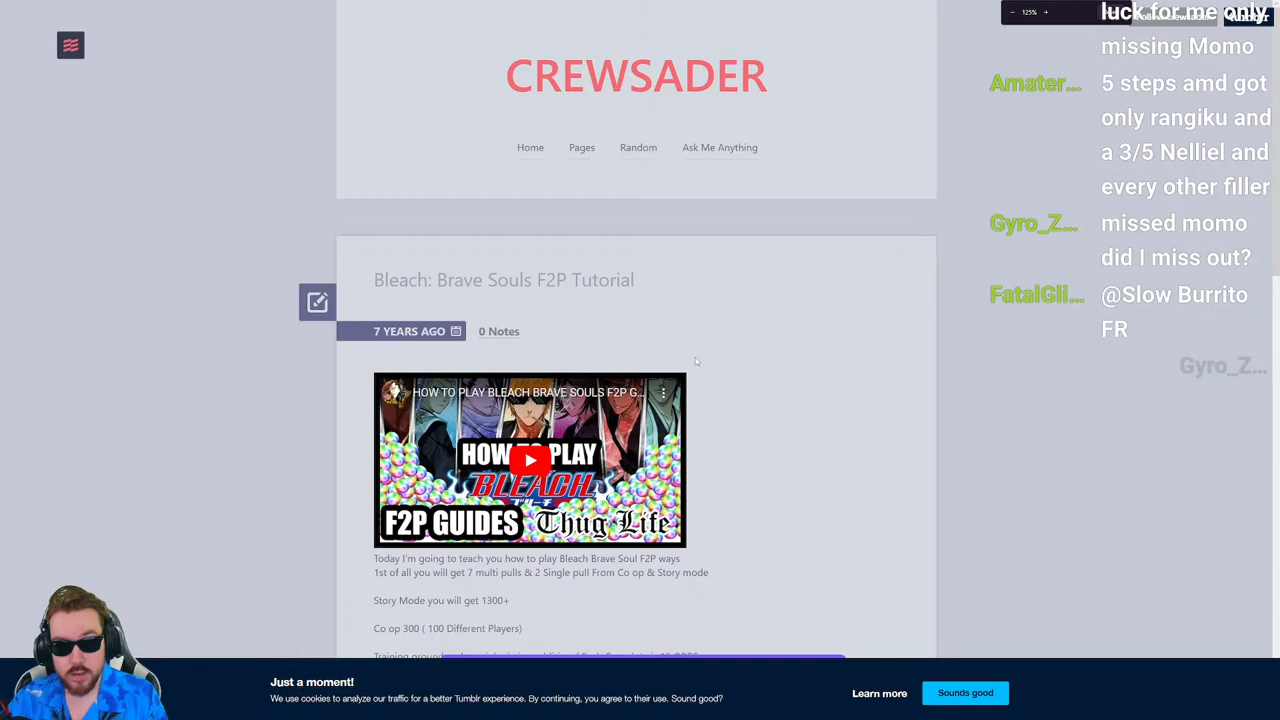 125%
CREWSADER
Home
Pages
Random
Ask Me Anything
Bleach: Brave Souls F2P Tutorial
7 YEARS AGO
0 Notes
HOW TO PLAY BLEACH BRAVE SOULS F2P G...
HOW TO PLAY
BLEACH
F2P GUIDES
Thug Life
Today I'm going to teach you how to play Bleach Brave Soul F2P ways
1st of all you will get 7 multi pulls & 2 Single pull From Co op & Story mode
Story Mode you will get 1300+
Co op 300 ( 100 Different Players)
Just a moment!
We use cookies to analyze our traffic for a better Tumblr experience. By continuing, you agree to their use. Sound good?
Learn more
Sounds good
luck for me only
missing Momo
Amater...
5 steps amd got
only rangiku and
a 3/5 Nelliel and
every other filler
Gyro_Z...
missed momo
did I miss out?
FatalGli...
@Slow Burrito
FR
Gyro_Z...